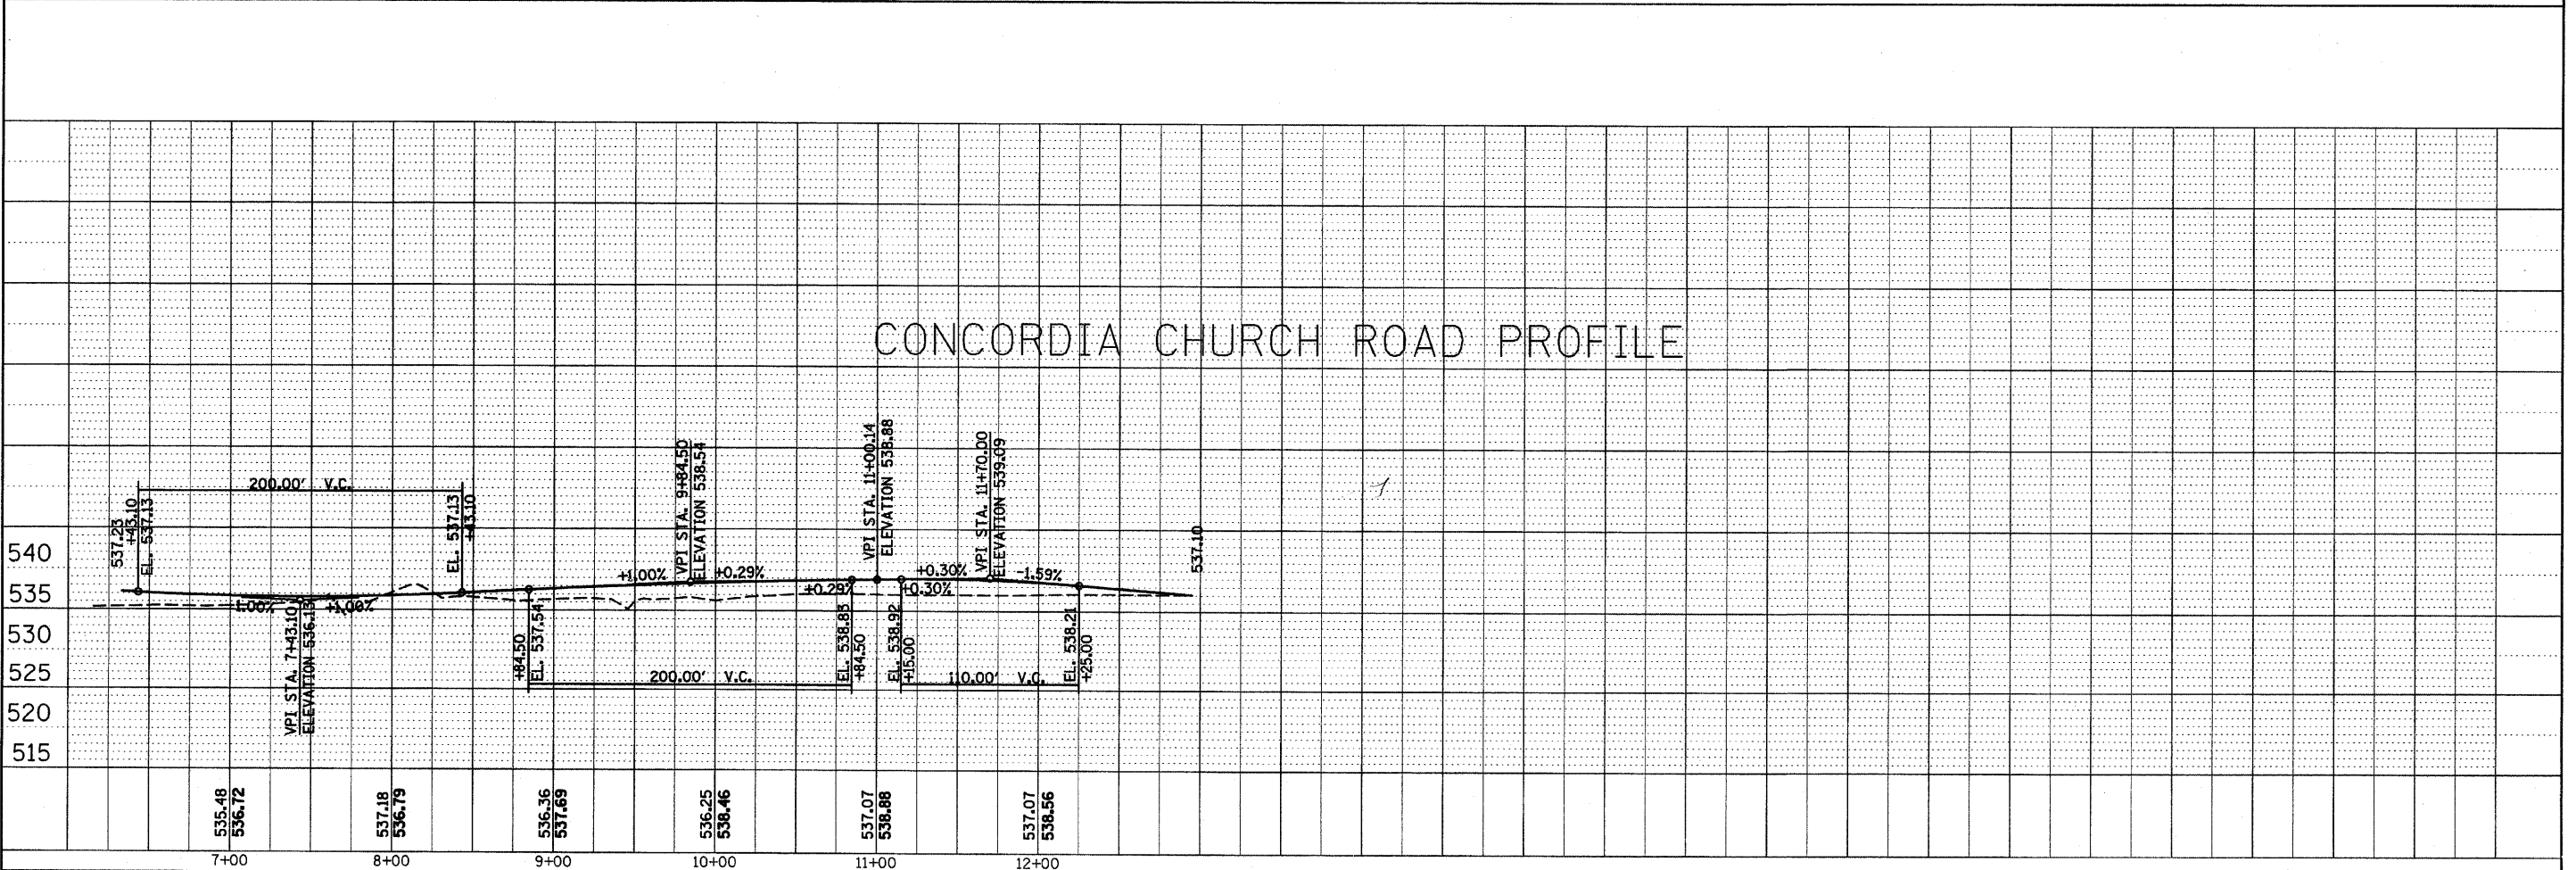 CONCORDIA CHURCH ROAD PROFILE
537.23
+43.10
EL. 537.13
200.00' V.C.
EL. 537.13
+43.10
VPI STA. 9+84.50
ELEVATION 538.54
VPI STA. 11+00.14
ELEVATION 538.88
VPI STA. 11+70.00
ELEVATION 539.09
537.10
540
535
530
525
520
515
-1.00%
+1.00%
VPI STA. 7+43.10
ELEVATION 536.13
+1.00%
+0.29%
+0.29%
+0.30%
+0.30%
-1.59%
+84.50
EL. 537.54
200.00' V.C.
EL. 538.83
+84.50
EL. 538.92
+15.00
110.00' V.C.
EL. 538.21
+25.00
535.48
536.72
537.18
536.79
536.36
537.69
536.25
538.46
537.07
538.88
537.07
538.56
7+00 8+00 9+00 10+00 11+00 12+00